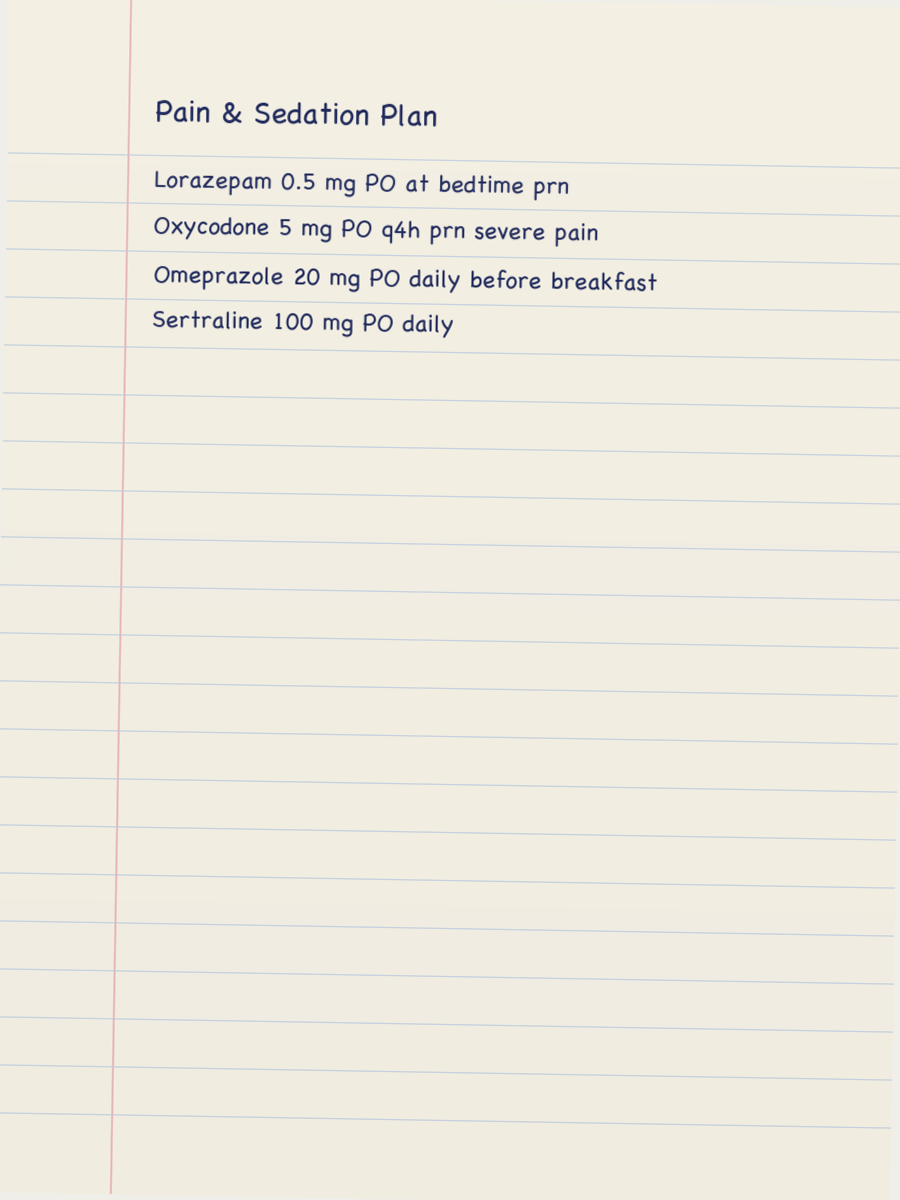 Pain & Sedation Plan
Lorazepam 0.5 mg PO at bedtime prn
Oxycodone 5 mg PO q4h prn severe pain
Omeprazole 20 mg PO daily before breakfast
Sertraline 100 mg PO daily